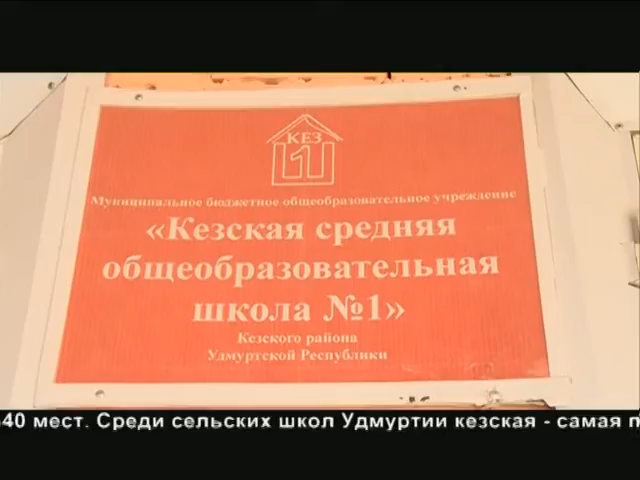 КЕЗ
1
Муниципальное бюджетное общеобразовательное учреждение
«Кезская средняя
общеобразовательная
школа №1»
Кезского района
Удмуртской Республики
40 мест. Среди сельских школ Удмуртии кезская - самая